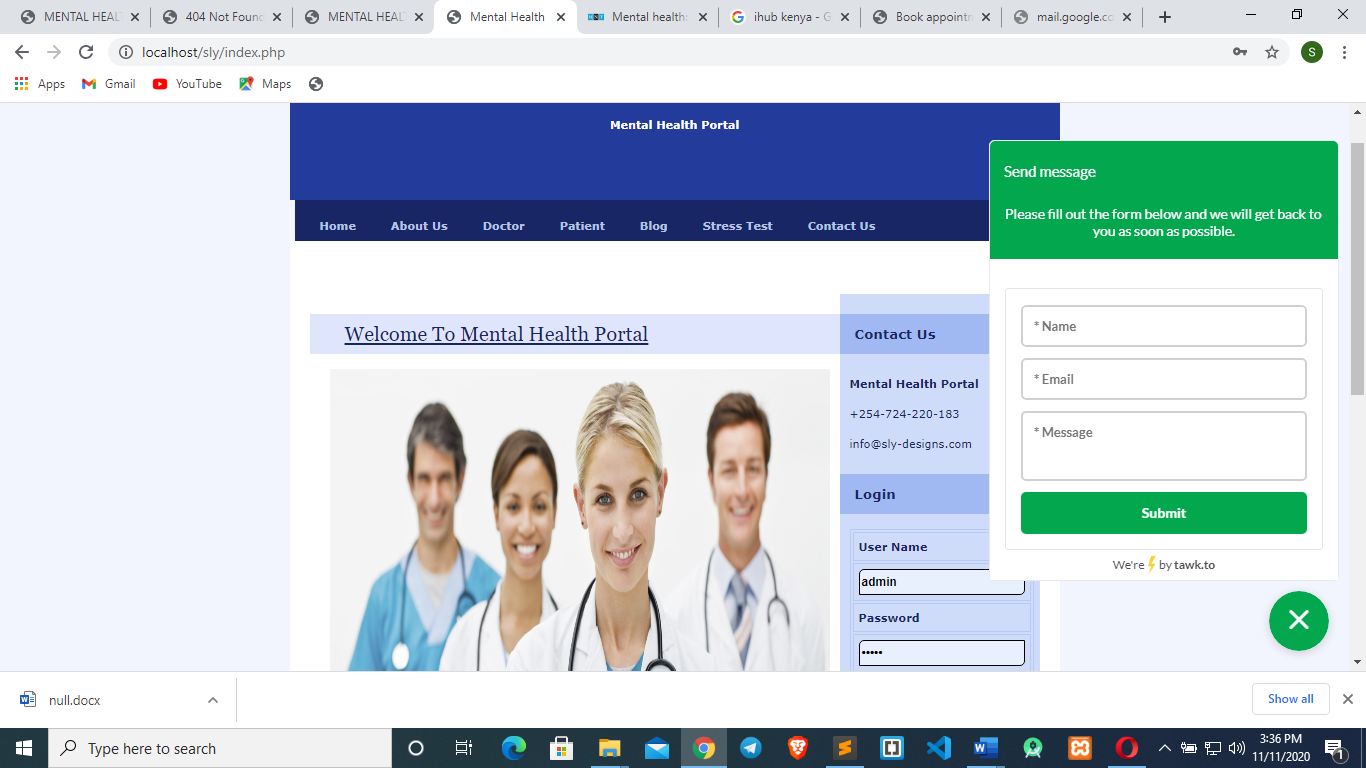 MENTAL HEAL
404 Not Foun
MENTAL HEAL
Mental Health
Mental health
ihub kenya - G
Book appoint
mail.google.co
localhost/sly/index.php
S
Apps
Gmail
YouTube
Maps
Mental Health Portal
Home
About Us
Doctor
Patient
Blog
Stress Test
Contact Us
Welcome To Mental Health Portal
Contact Us
Mental Health Portal
+254-724-220-183
info@sly-designs.com
Login
User Name
admin
Password
•••••
Send message
Please fill out the form below and we will get back to
you as soon as possible.
* Name
* Email
* Message
Submit
We're by tawk.to
null.docx
Show all
Type here to search
3:36 PM
11/11/2020
1